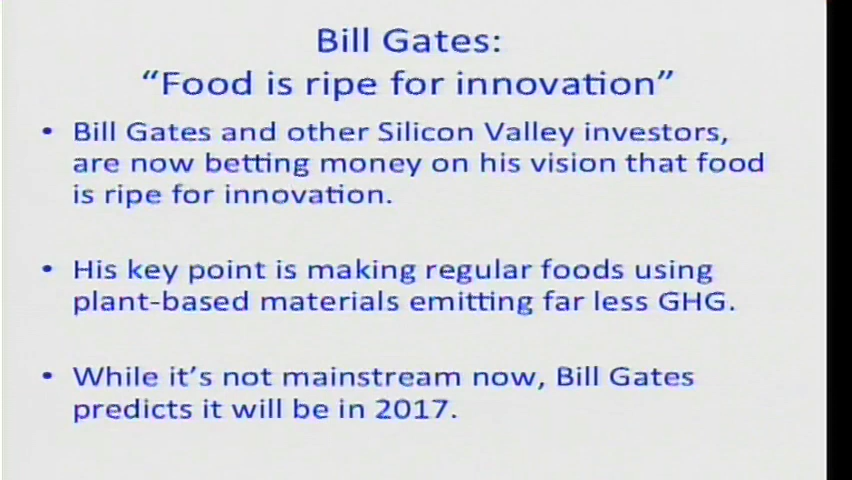 Bill Gates:
“Food is ripe for innovation”
• Bill Gates and other Silicon Valley investors,
are now betting money on his vision that food
is ripe for innovation.
• His key point is making regular foods using
plant-based materials emitting far less GHG.
• While it’s not mainstream now, Bill Gates
predicts it will be in 2017.